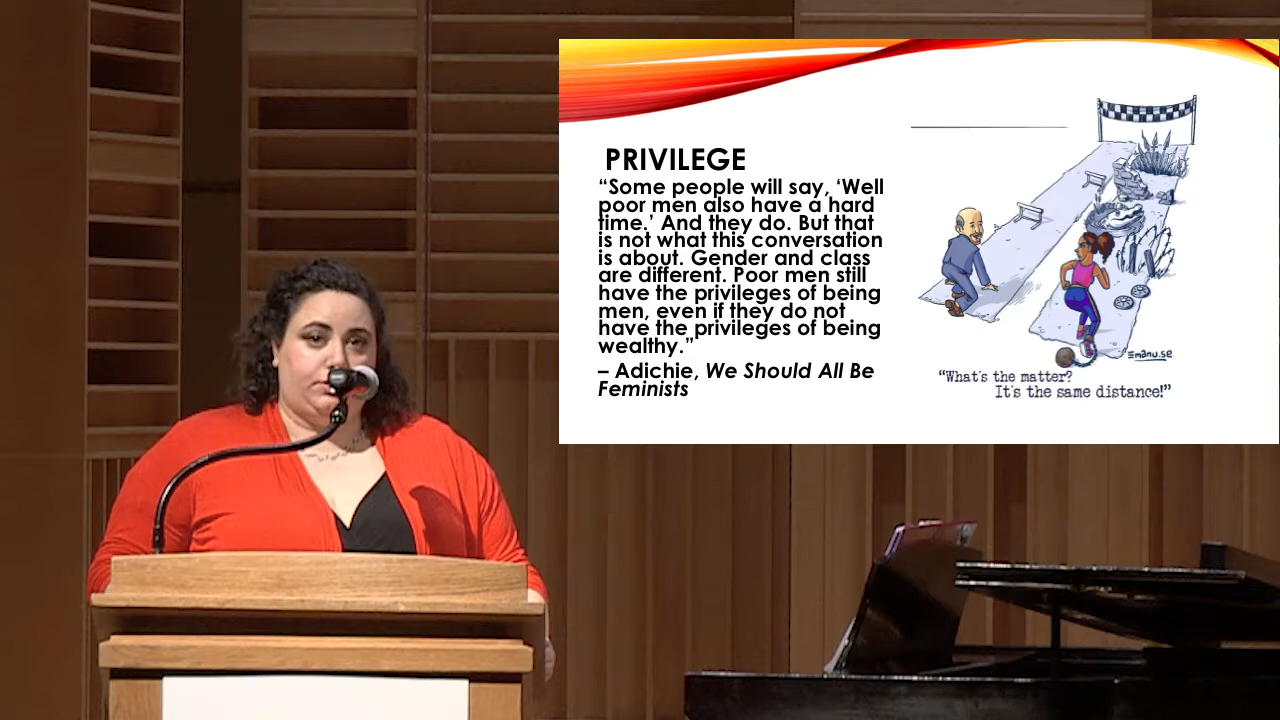 PRIVILEGE
“Some people will say, ‘Well
poor men also have a hard
time.’ And they do. But that
is not what this conversation
is about. Gender and class
are different. Poor men still
have the privileges of being
men, even if they do not
have the privileges of being
wealthy.”
– Adichie, We Should All Be
Feminists
Emanu.se
“What's the matter?
It's the same distance!”